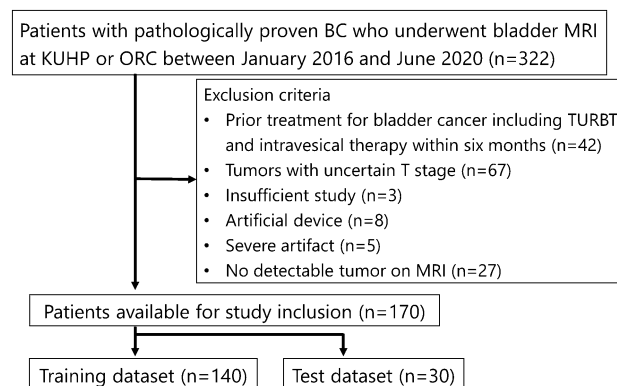 Patients with pathologically proven BC who underwent bladder MRI
at KUHP or ORC between January 2016 and June 2020 (n=322)
Exclusion criteria
• Prior treatment for bladder cancer including TURBT
and intravesical therapy within six months (n=42)
• Tumors with uncertain T stage (n=67)
• Insufficient study (n=3)
• Artificial device (n=8)
• Severe artifact (n=5)
• No detectable tumor on MRI (n=27)
Patients available for study inclusion (n=170)
Training dataset (n=140)
Test dataset (n=30)